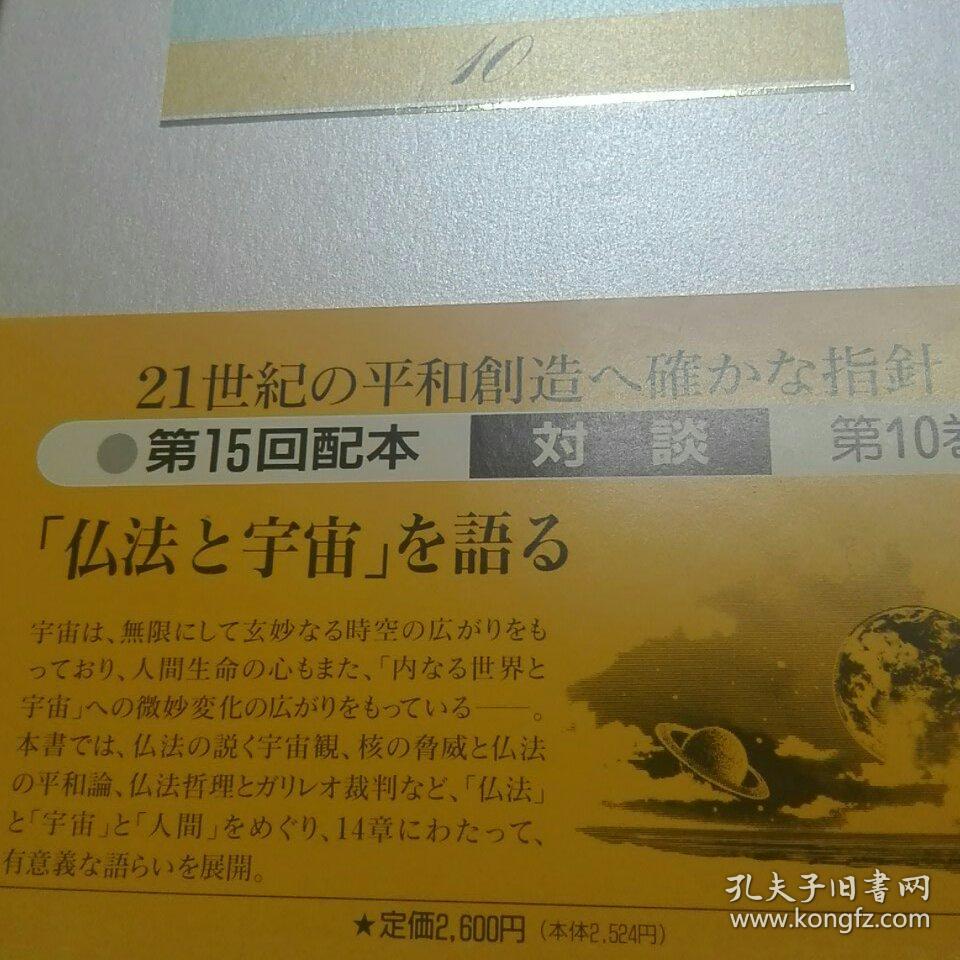 10
21世紀の平和創造へ確かな指針
●第15回配本 対談 第10巻
「仏法と宇宙」を語る
宇宙は、無限にして玄妙なる時空の広がりをも
っており、人間生命の心もまた、「内なる世界と
宇宙」への微妙変化の広がりをもっている――。
本書では、仏法の説く宇宙観、核の脅威と仏法
の平和論、仏法哲理とガリレオ裁判など、「仏法」
と「宇宙」と「人間」をめぐり、14章にわたって、
有意義な語らいを展開。
★定価2,600円（本体2,524円）
孔夫子旧書网
www.kongfz.com